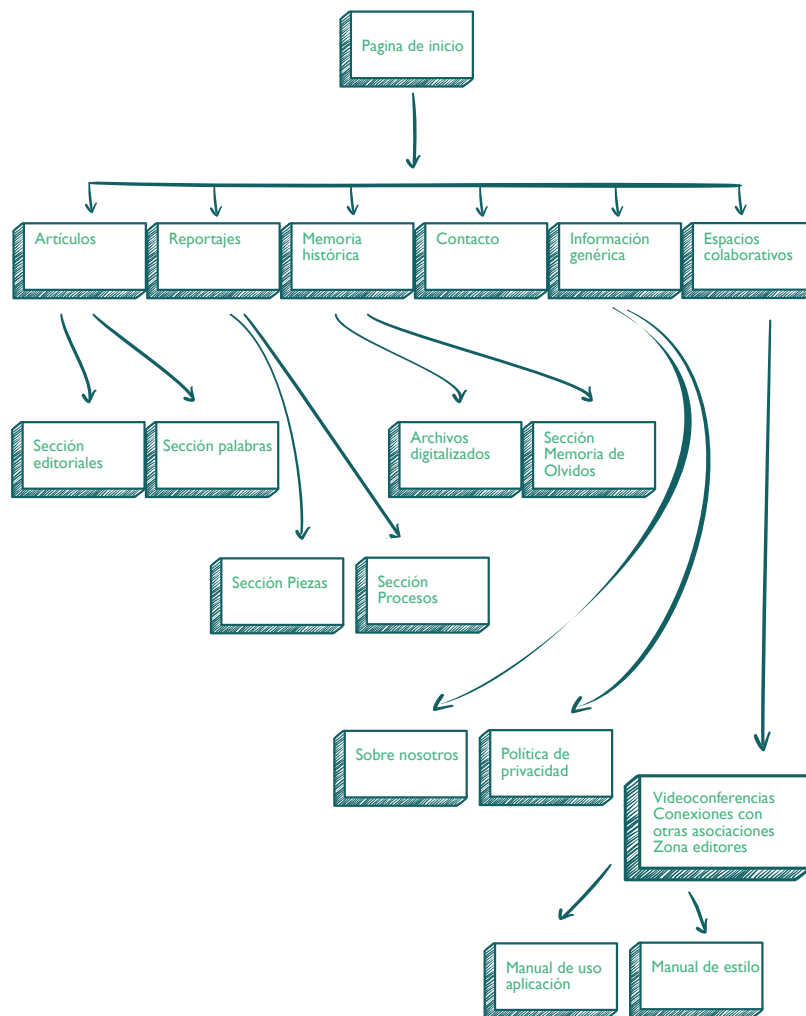 Pagina de inicio
Artículos
Reportajes
Memoria
histórica
Contacto
Información
genérica
Espacios
colaborativos
Sección
editoriales
Sección palabras
Archivos
digitalizados
Sección
Memoria de
Olvidos
Sección Piezas
Sección
Procesos
Sobre nosotros
Política de
privacidad
Videoconferencias
Conexiones con
otras asociaciones
Zona editores
Manual de uso
aplicación
Manual de estilo